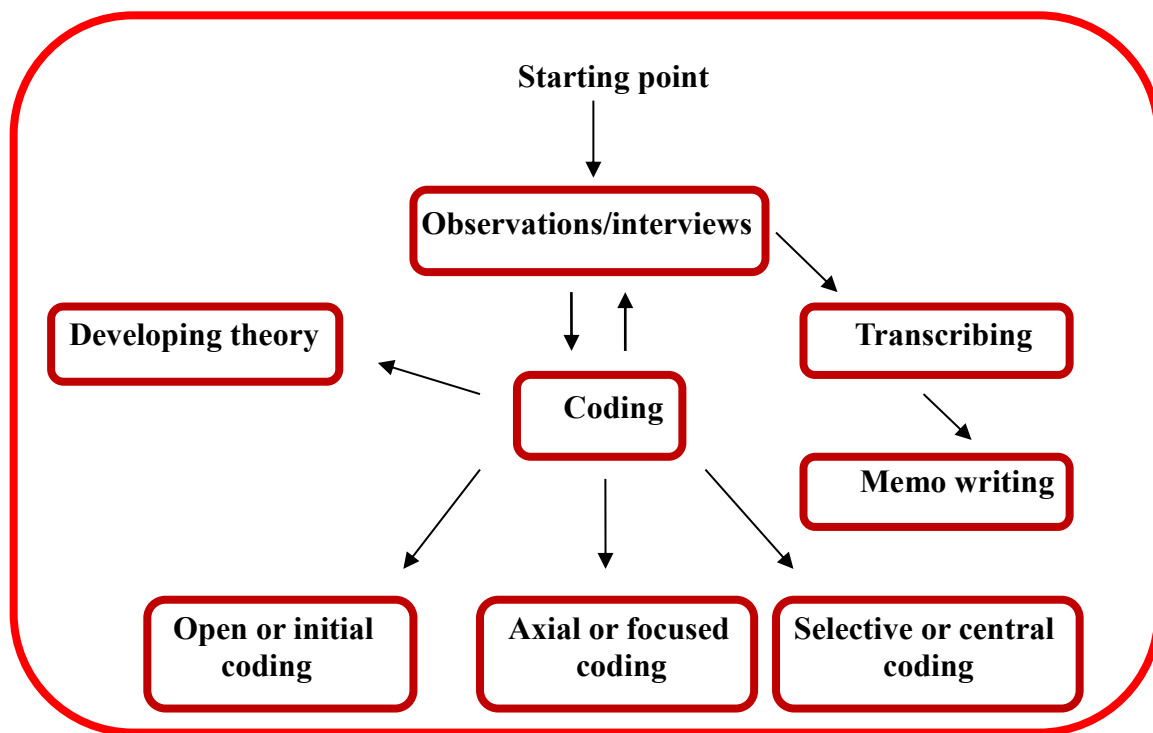 Starting point
Observations/interviews
Developing theory
Transcribing
Coding
Memo writing
Open or initial
coding
Axial or focused
coding
Selective or central
coding